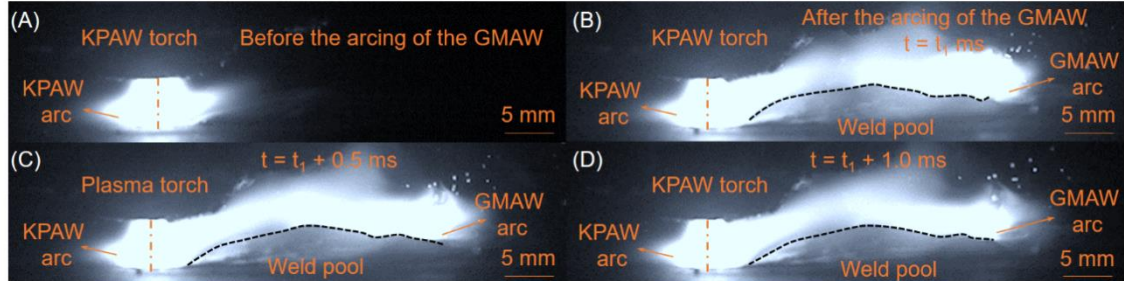 (A)
KPAW torch Before the arcing of the GMAW
KPAW
arc
5 mm
(B)
After the arcing of the GMAW,
KPAW torch
t = t₁ ms
GMAW
arc
KPAW
arc
5 mm
Weld pool
(C)
t = t₁ + 0.5 ms
Plasma torch
GMAW
arc
KPAW
arc
5 mm
Weld pool
(D)
t = t₁ + 1.0 ms
KPAW torch
GMAW
arc
KPAW
arc
5 mm
Weld pool